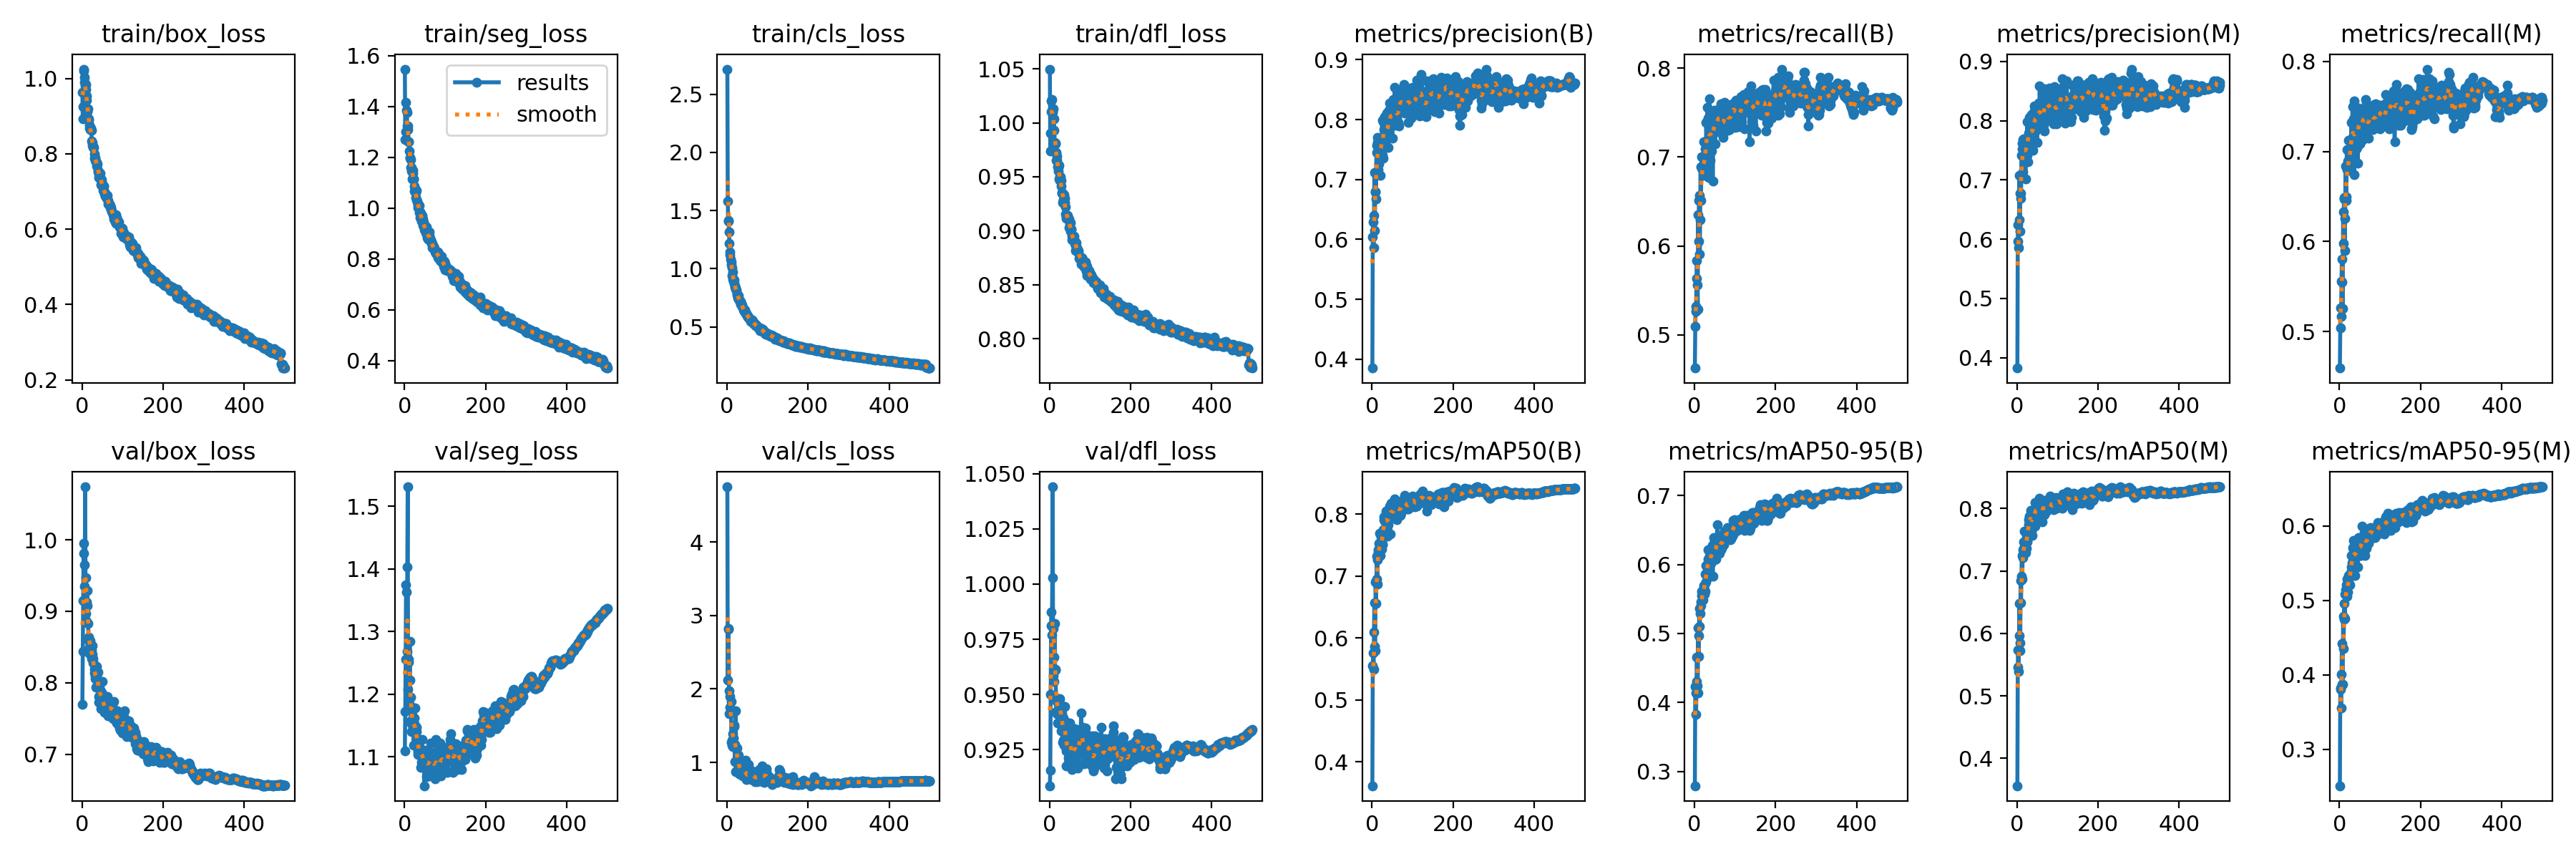 train/box_loss
train/seg_loss
train/cls_loss
train/dfl_loss
metrics/precision(B)
metrics/recall(B)
metrics/precision(M)
metrics/recall(M)
1.0
0.8
0.6
0.4
0.2
0 200 400
1.6
1.4
1.2
1.0
0.8
0.6
0.4
0 200 400
results
smooth
2.5
2.0
1.5
1.0
0.5
0 200 400
1.05
1.00
0.95
0.90
0.85
0.80
0 200 400
0.9
0.8
0.7
0.6
0.5
0.4
0 200 400
0.8
0.7
0.6
0.5
0 200 400
0.9
0.8
0.7
0.6
0.5
0.4
0 200 400
0.8
0.7
0.6
0.5
0 200 400
val/box_loss
val/seg_loss
val/cls_loss
val/dfl_loss
metrics/mAP50(B)
metrics/mAP50-95(B)
metrics/mAP50(M)
metrics/mAP50-95(M)
1.0
0.9
0.8
0.7
0 200 400
1.5
1.4
1.3
1.2
1.1
0 200 400
4
3
2
1
0 200 400
1.050
1.025
1.000
0.975
0.950
0.925
0 200 400
0.8
0.7
0.6
0.5
0.4
0 200 400
0.7
0.6
0.5
0.4
0.3
0 200 400
0.8
0.7
0.6
0.5
0.4
0 200 400
0.6
0.5
0.4
0.3
0 200 400